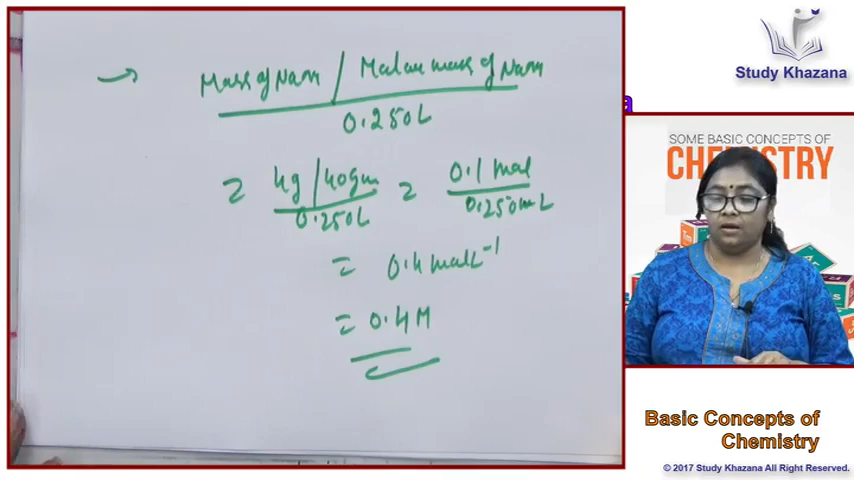 Mass of NaOH / Molar mass of NaOH
0.250L
= 4g/40gm = 0.1 mol
0.250L 0.250mL
= 0.4 mol L-1
= 0.4 M
Study Khazana
a
SOME BASIC CONCEPTS OF
CHEMISTRY
Basic Concepts of
Chemistry
© 2017 Study Khazana All Right Reserved.